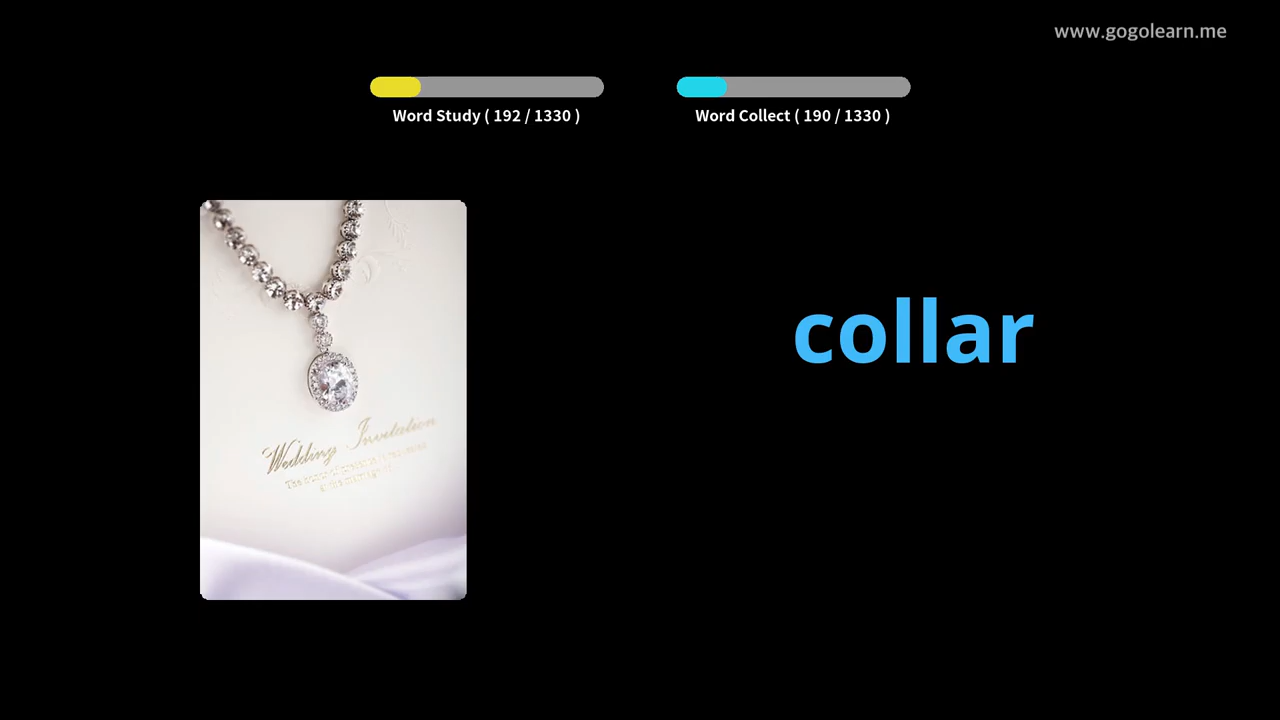 www.gogolearn.me
Word Study ( 192 / 1330 )
Word Collect ( 190 / 1330 )
collar
Wedding Invitation